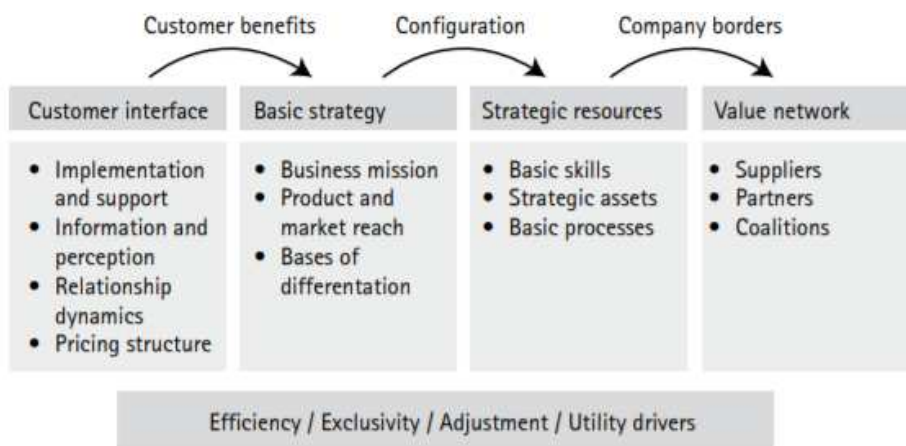 Customer benefits
Configuration
Company borders
Customer interface
• Implementation
and support
• Information and
perception
• Relationship
dynamics
• Pricing structure
Basic strategy
• Business mission
• Product and
market reach
• Bases of
differentation
Strategic resources
• Basic skills
• Strategic assets
• Basic processes
Value network
• Suppliers
• Partners
• Coalitions
Efficiency / Exclusivity / Adjustment / Utility drivers